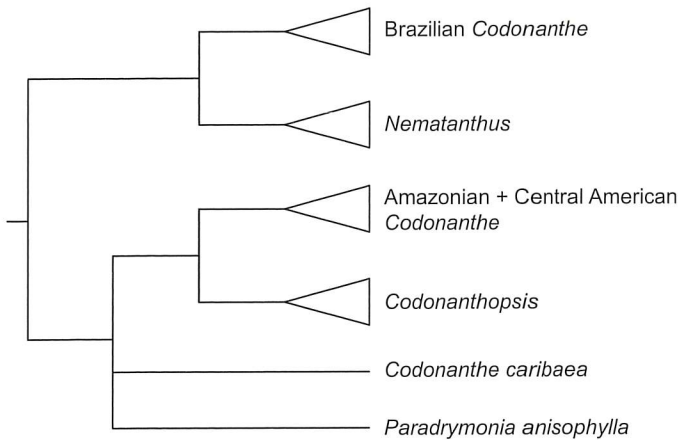 Brazilian Codonanthe
Nematanthus
Amazonian + Central American
Codonanthe
Codonanthopsis
Codonanthe caribaea
Paradrymonia anisophylla